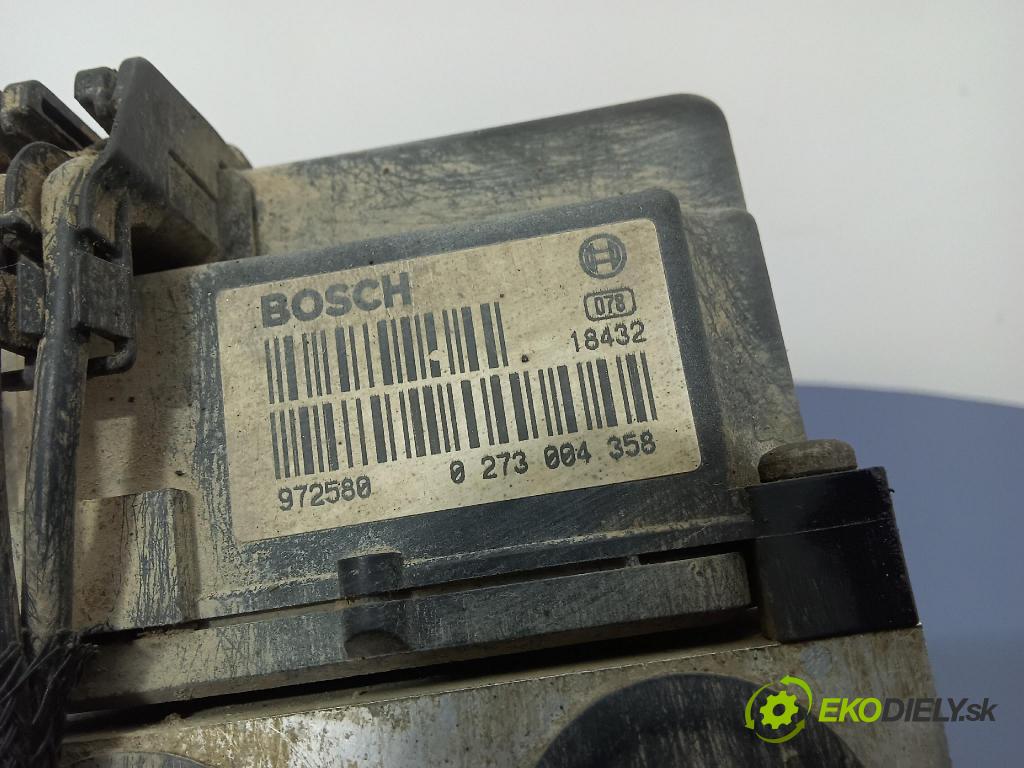 BOSCH
078
18432
972580 0 273 004 358
EKODIELY.sk